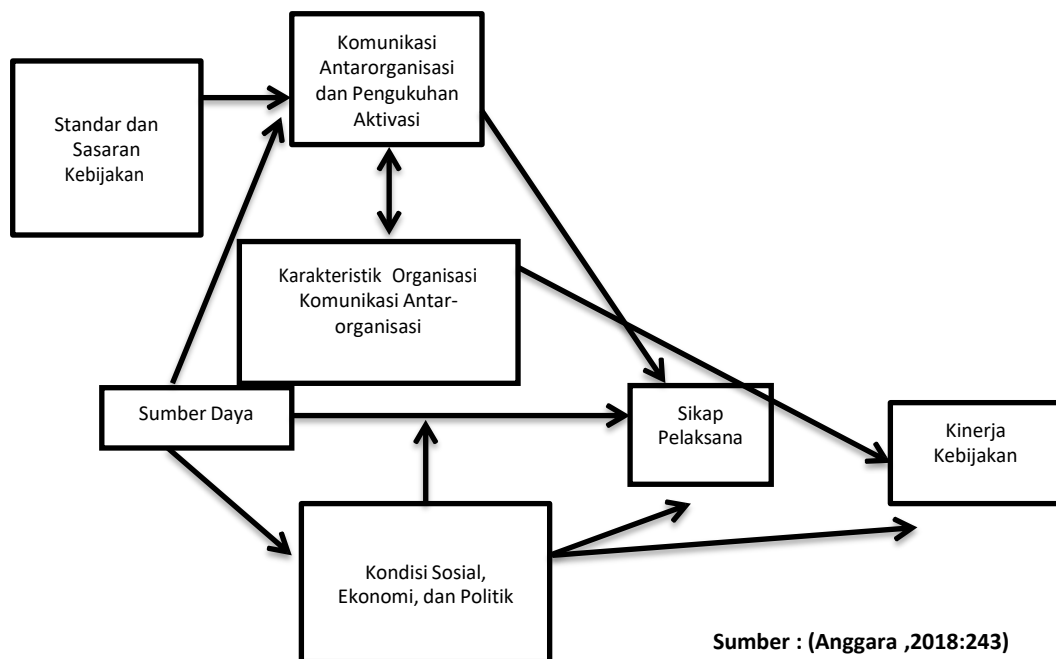 Komunikasi
Antarorganisasi
dan Pengukuhan
Aktivasi
Standar dan
Sasaran
Kebijakan
Karakteristik Organisasi
Komunikasi Antar-
organisasi
Sumber Daya
Sikap
Pelaksana
Kinerja
Kebijakan
Kondisi Sosial,
Ekonomi, dan Politik
Sumber : (Anggara ,2018:243)